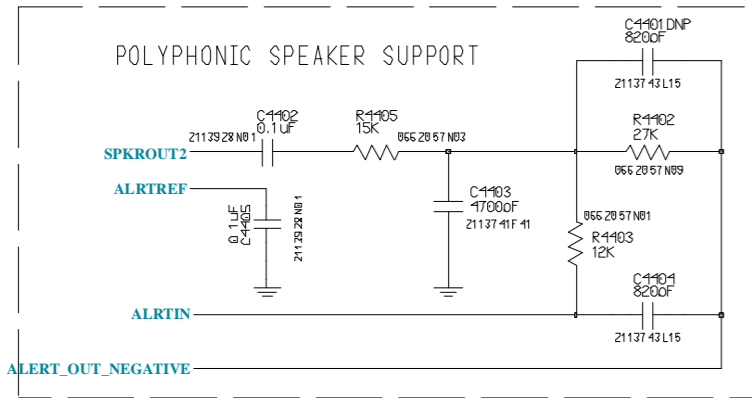 C4401 DNP
820pF
POLYPHONIC SPEAKER SUPPORT
2113743L15
C4402
0.1uF
R4405
15K
R4402
27K
2113928N01
0662057N03
SPKROUT2
0662057N09
ALRTREF
C4403
4700pF
2113741F41
0.1uF
C4405
2113928N01
0662057N01
R4403
12K
C4404
820pF
ALRTIN
2113743L15
ALERT_OUT_NEGATIVE